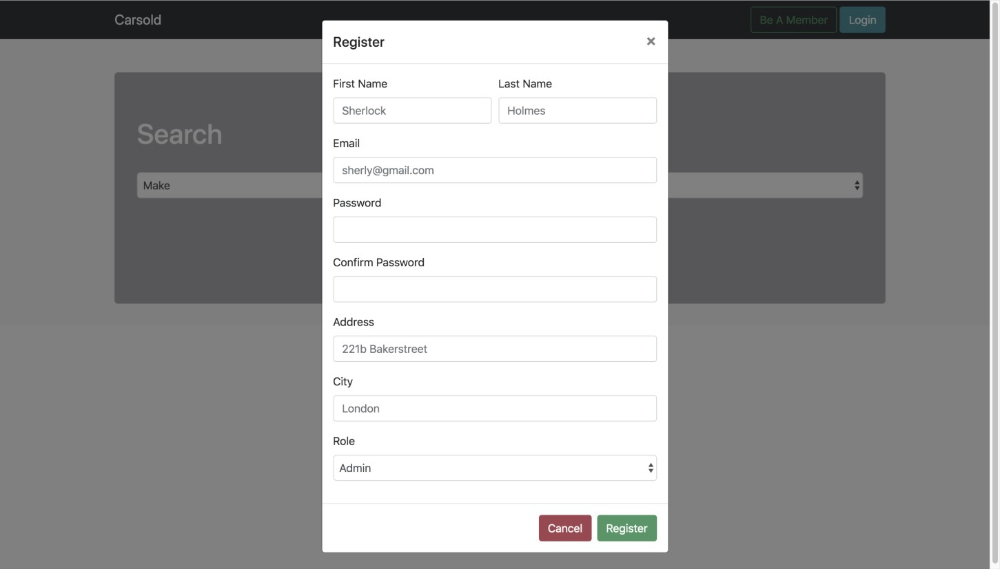 Carsold
Be A Member
Login
Register
×
First Name
Last Name
Sherlock
Holmes
Email
sherly@gmail.com
Password
Confirm Password
Address
221b Bakerstreet
City
London
Role
Admin
Cancel
Register
Search
Make